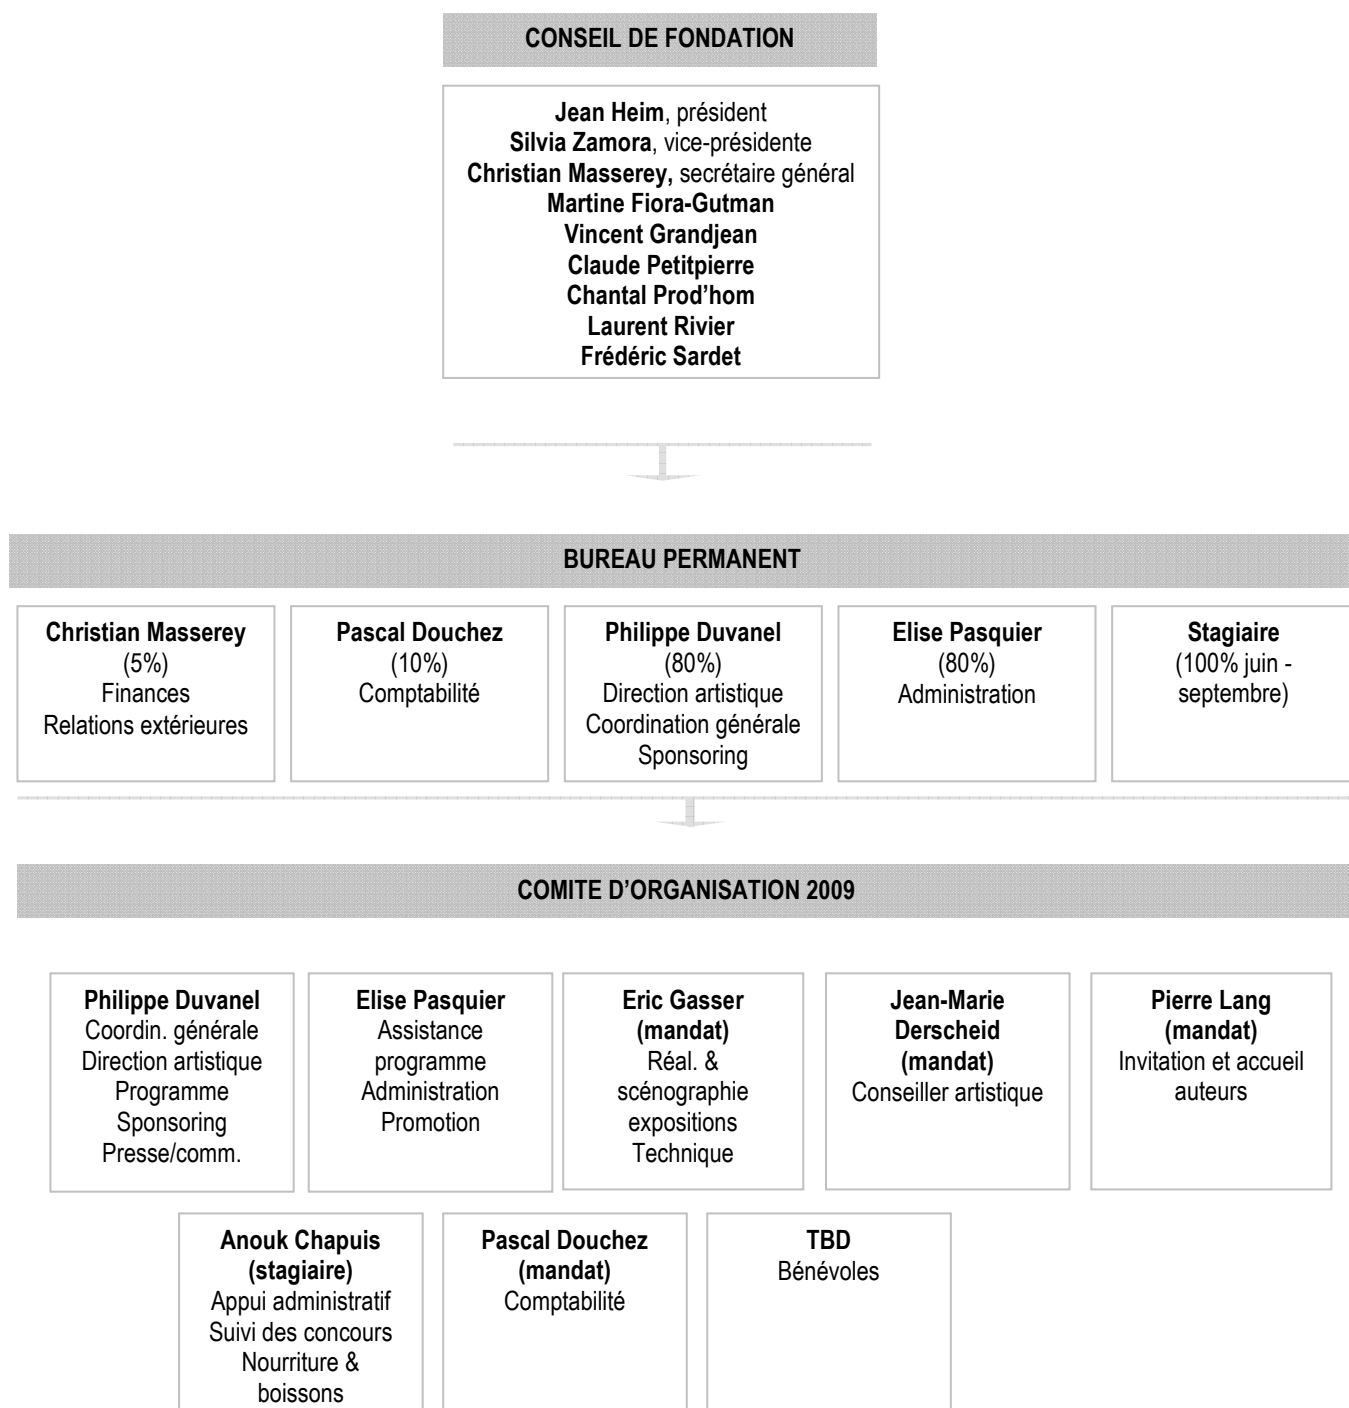 CONSEIL DE FONDATION
Jean Heim, président
Silvia Zamora, vice-présidente
Christian Masserey, secrétaire général
Martine Fiora-Gutman
Vincent Grandjean
Claude Petitpierre
Chantal Prod’hom
Laurent Rivier
Frédéric Sardet
BUREAU PERMANENT
Christian Masserey
(5%)
Finances
Relations extérieures
Pascal Douchez
(10%)
Comptabilité
Philippe Duvanel
(80%)
Direction artistique
Coordination générale
Sponsoring
Elise Pasquier
(80%)
Administration
Stagiaire
(100% juin -
septembre)
COMITE D’ORGANISATION 2009
Philippe Duvanel
Coordin. générale
Direction artistique
Programme
Sponsoring
Presse/comm.
Elise Pasquier
Assistance
programme
Administration
Promotion
Eric Gasser
(mandat)
Réal. &
scénographie
expositions
Technique
Jean-Marie
Derscheid
(mandat)
Conseiller artistique
Pierre Lang
(mandat)
Invitation et accueil
auteurs
Anouk Chapuis
(stagiaire)
Appui administratif
Suivi des concours
Nourriture &
boissons
Pascal Douchez
(mandat)
Comptabilité
TBD
Bénévoles